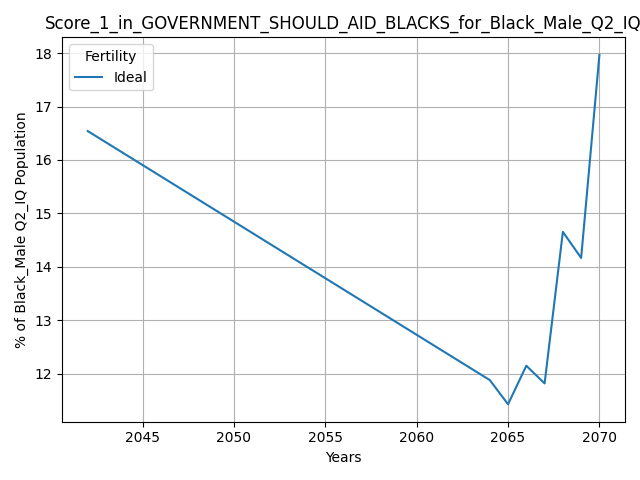 Score_1_in_GOVERNMENT_SHOULD_AID_BLACKS_for_Black_Male_Q2_IQ
Fertility
Ideal
% of Black_Male Q2_IQ Population
18
17
16
15
14
13
12
2045 2050 2055 2060 2065 2070
Years